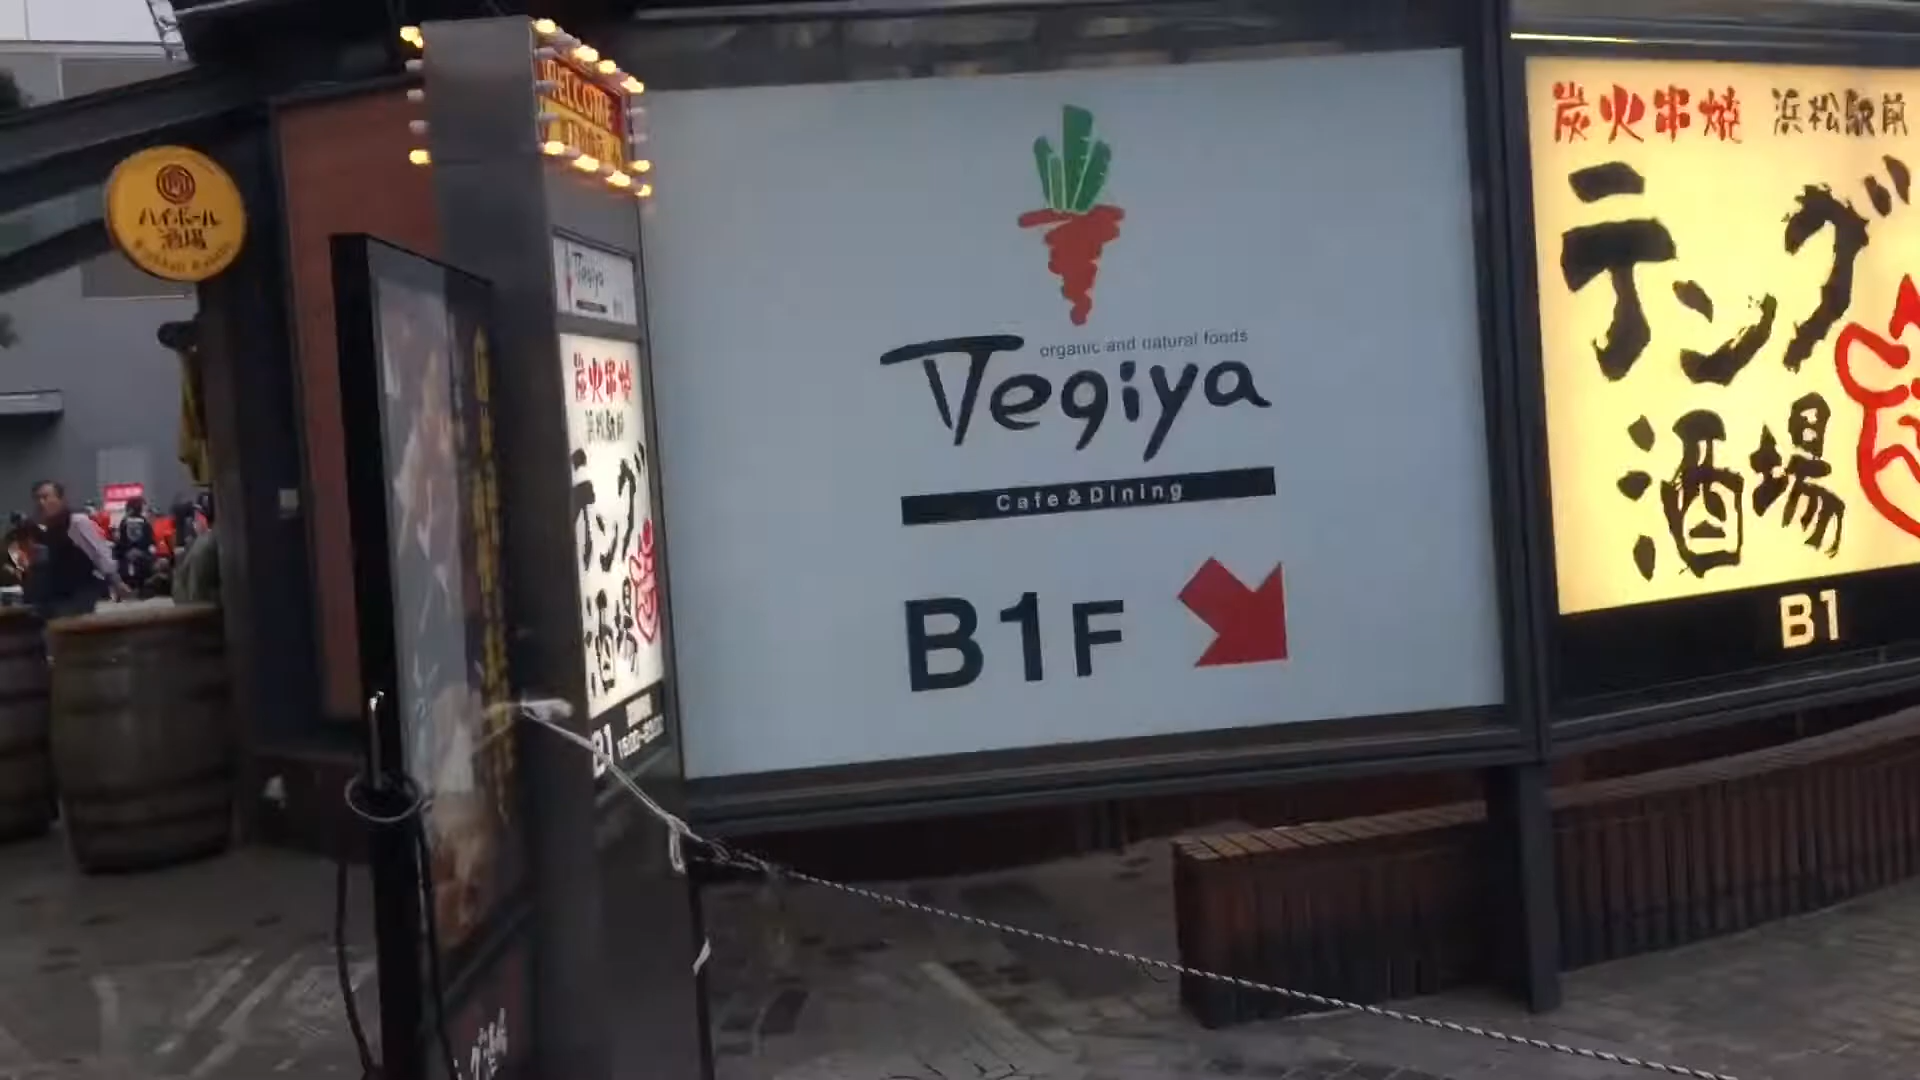 ハイボール
酒場
WELCOME
Tegiya
炭火串焼
浜松駅前
テング
酒場
B1
organic and natural foods
Tegiya
Cafe & Dining
B1F
炭火串焼 浜松駅前
テング
酒場
B1